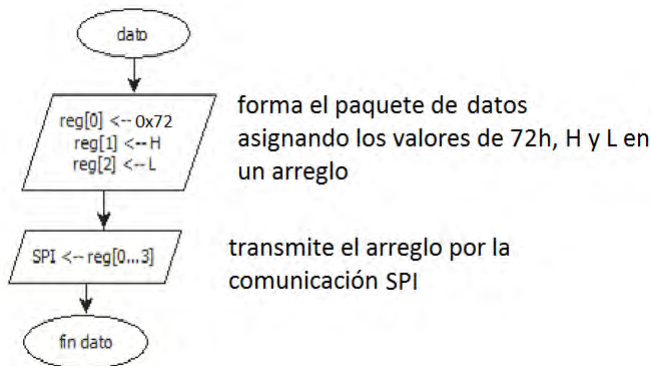 dato
reg[0] <-- 0x72
reg[1] <-- H
reg[2] <-- L
forma el paquete de datos
asignando los valores de 72h, H y L en
un arreglo
SPI <-- reg[0...3]
transmite el arreglo por la
comunicación SPI
fin dato